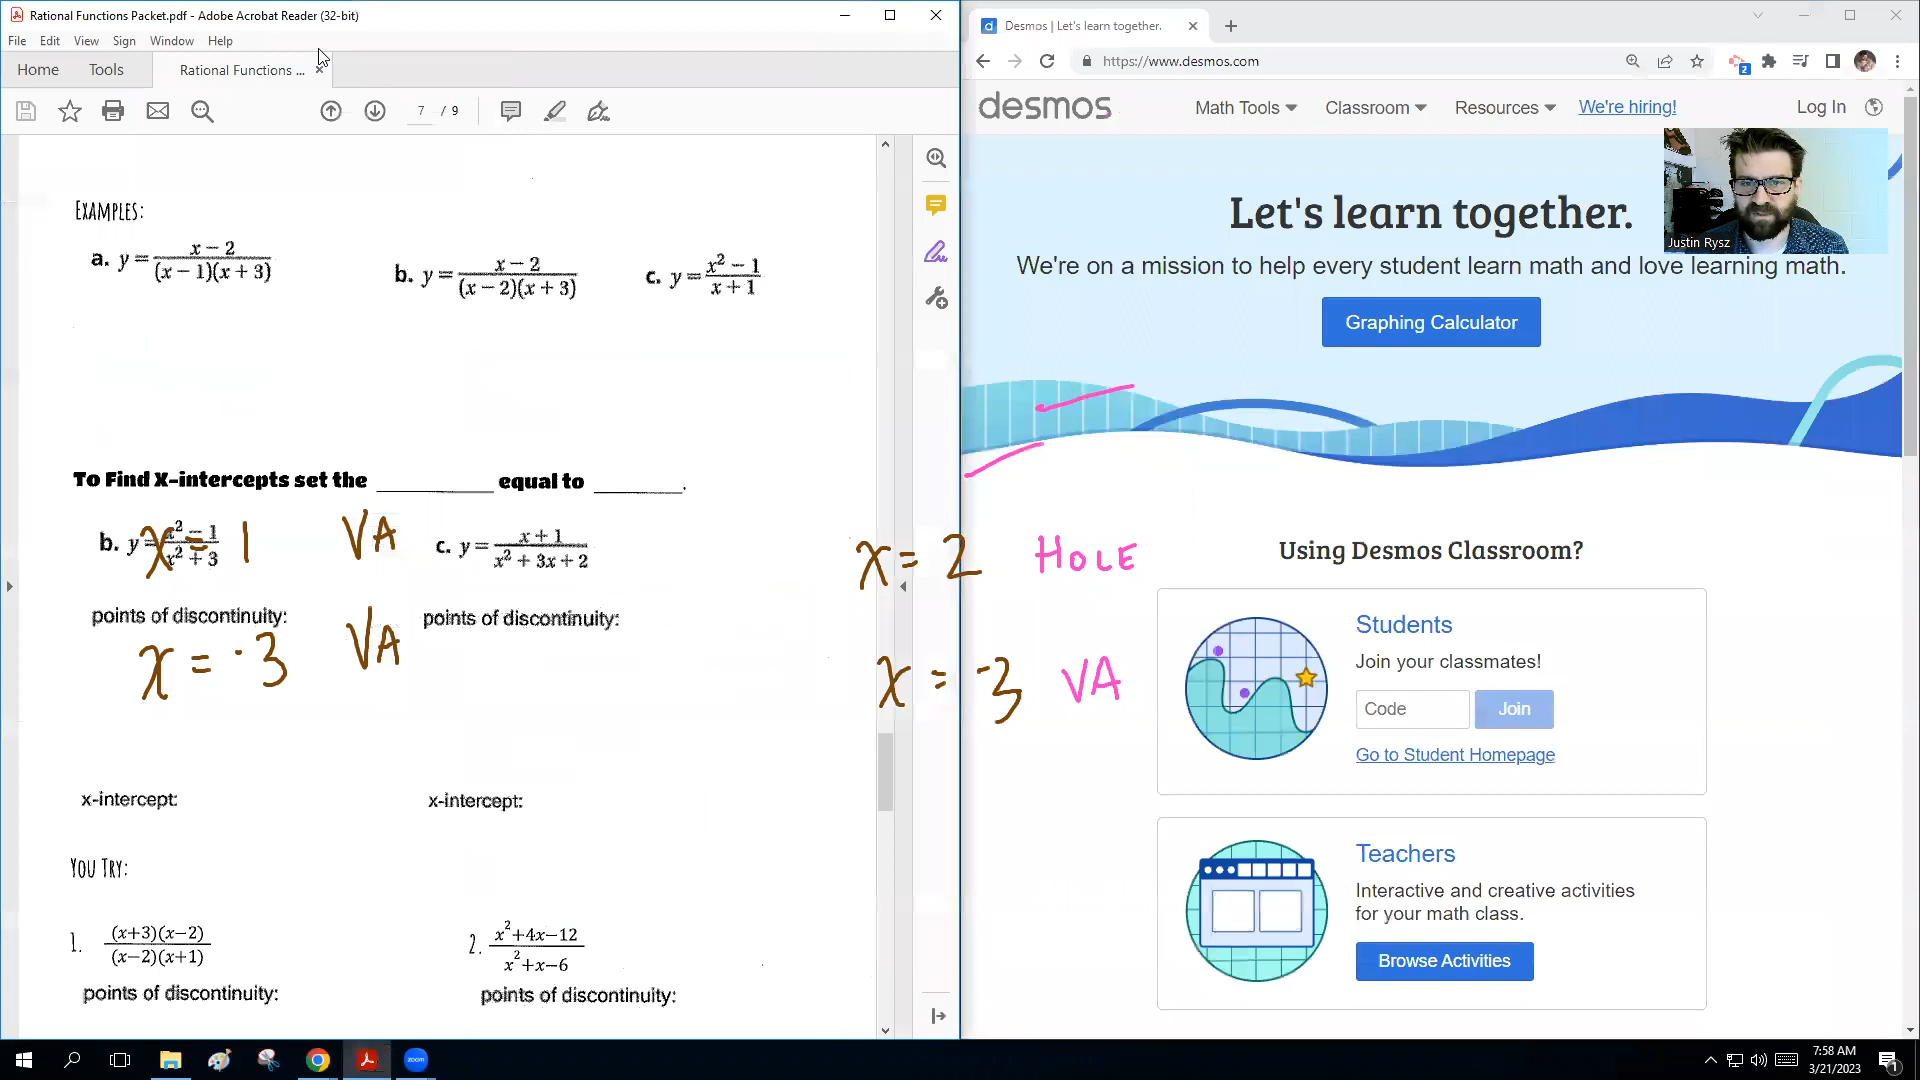 Rational Functions Packet.pdf - Adobe Acrobat Reader (32-bit)
File Edit View Sign Window Help
Home Tools Rational Functions ...
7 / 9
EXAMPLES:
a. y = (x − 2)/((x − 1)(x + 3))
b. y = (x − 2)/((x − 2)(x + 3))
c. y = (x² − 1)/(x + 1)
To Find X-intercepts set the ________ equal to ________.
b. y = (x² − 1)/(x² + 3)
x = 1 VA
c. y = (x + 1)/(x² + 3x + 2)
points of discontinuity:
points of discontinuity:
x = -3 VA
x-intercept:
x-intercept:
YOU TRY:
1. ((x+3)(x−2))/((x−2)(x+1))
2. (x²+4x−12)/(x²+x−6)
points of discontinuity:
points of discontinuity:
x = 2 HOLE
x = -3 VA
Desmos | Let's learn together.
https://www.desmos.com
2
desmos Math Tools Classroom Resources We're hiring! Log In
Justin Rysz
Let's learn together.
We're on a mission to help every student learn math and love learning math.
Graphing Calculator
Using Desmos Classroom?
Students
Join your classmates!
Code Join
Go to Student Homepage
Teachers
Interactive and creative activities
for your math class.
Browse Activities
zoom
7:58 AM
3/21/2023
1